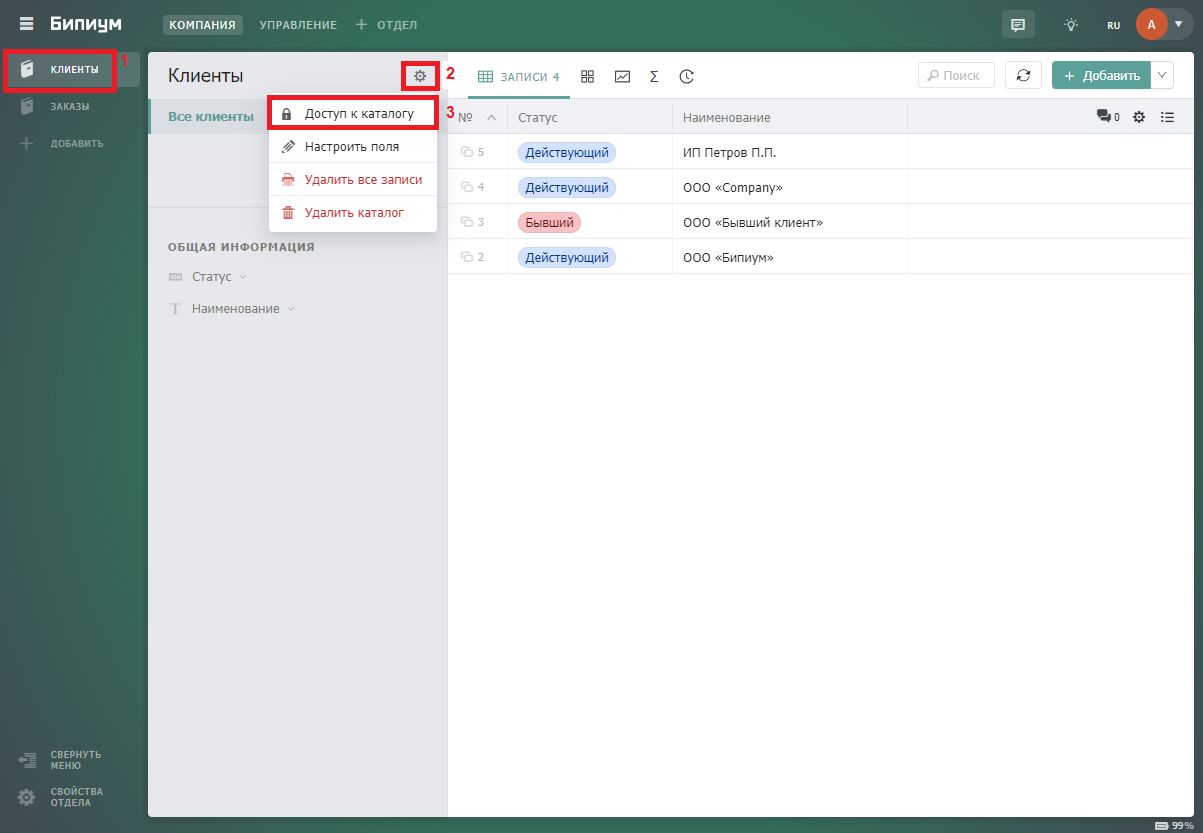 Бипиум
КОМПАНИЯ
УПРАВЛЕНИЕ
ОТДЕЛ
RU
А
КЛИЕНТЫ
1
ЗАКАЗЫ
ДОБАВИТЬ
Клиенты
2
ЗАПИСИ 4
Σ
Поиск
Добавить
Все клиенты
Доступ к каталогу
3
Настроить поля
Удалить все записи
Удалить каталог
ОБЩАЯ ИНФОРМАЦИЯ
Статус
Наименование
№ Статус Наименование 0
5 Действующий ИП Петров П.П.
4 Действующий ООО «Company»
3 Бывший ООО «Бывший клиент»
2 Действующий ООО «Бипиум»
СВЕРНУТЬ
МЕНЮ
СВОЙСТВА
ОТДЕЛА
99%